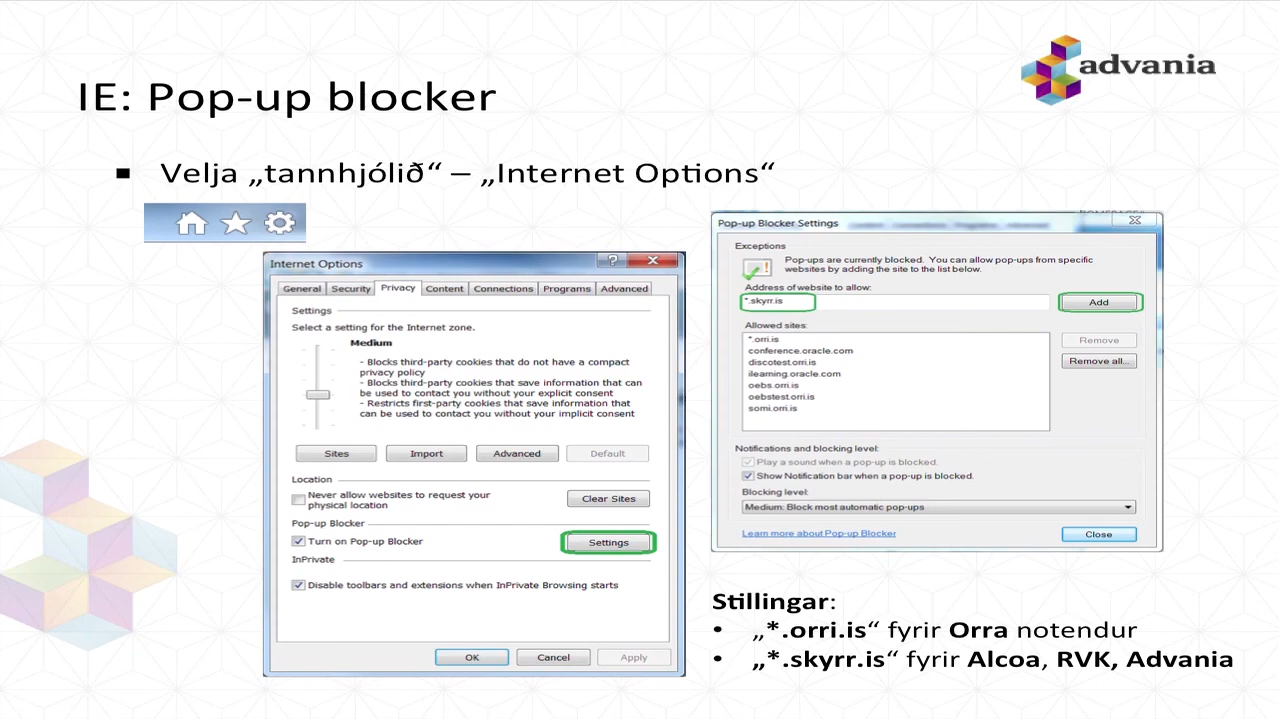 advania
IE: Pop-up blocker
▪ Velja „tannhjólið“ – „Internet Options“
Internet Options
General Security Privacy Content Connections Programs Advanced
Settings
Select a setting for the Internet zone.
Medium
- Blocks third-party cookies that do not have a compact
privacy policy
- Blocks third-party cookies that save information that can
be used to contact you without your explicit consent
- Restricts first-party cookies that save information that
can be used to contact you without your implicit consent
Sites Import Advanced Default
Location
Never allow websites to request your
physical location
Clear Sites
Pop-up Blocker
Turn on Pop-up Blocker
Settings
InPrivate
Disable toolbars and extensions when InPrivate Browsing starts
OK Cancel Apply
Pop-up Blocker Settings
Exceptions
Pop-ups are currently blocked. You can allow pop-ups from specific
websites by adding the site to the list below.
Address of website to allow:
*.skyrr.is
Add
Allowed sites:
*.orri.is
conference.oracle.com
discotest.orri.is
ilearning.oracle.com
oebs.orri.is
oebstest.orri.is
somi.orri.is
Remove
Remove all...
Notifications and blocking level:
Play a sound when a pop-up is blocked.
Show Notification bar when a pop-up is blocked.
Blocking level:
Medium: Block most automatic pop-ups
Learn more about Pop-up Blocker
Close
Stillingar:
• „*.orri.is“ fyrir Orra notendur
• „*.skyrr.is“ fyrir Alcoa, RVK, Advania